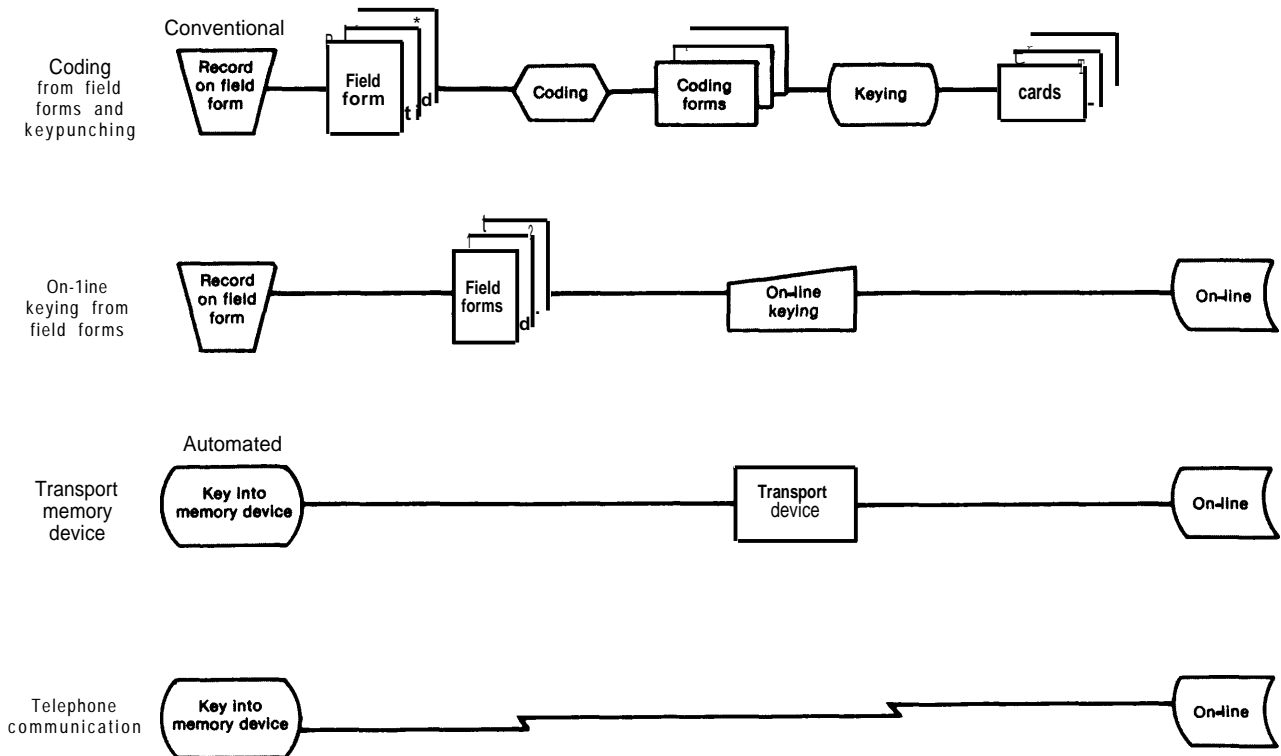 Conventional
Coding
from field
forms and
keypunching
Record
on field
form
Field
form
Coding
Coding
forms
Keying
cards
On-1ine
keying from
field forms
Record
on field
form
Field
forms
On-line
keying
On-line
Automated
Transport
memory
device
Key into
memory device
Transport
device
On-line
Telephone
communication
Key into
memory device
On-line